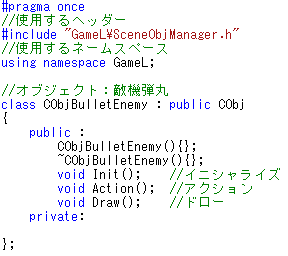 #pragma once
//使用するヘッダー
#include "GameL¥SceneObjManager.h"
//使用するネームスペース
using namespace GameL;

//オブジェクト：敵機弾丸
class CObjBulletEnemy : public CObj
{
    public :
        CObjBulletEnemy(){};
        ~CObjBulletEnemy(){};
        void Init();    //イニシャライズ
        void Action();  //アクション
        void Draw();    //ドロー
    private:

};